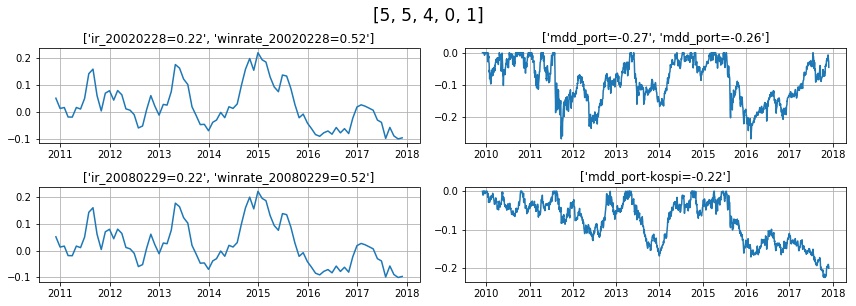 [5, 5, 4, 0, 1]
['ir_20020228=0.22', 'winrate_20020228=0.52']
0.2
0.1
0.0
−0.1
2011 2012 2013 2014 2015 2016 2017 2018
['mdd_port=-0.27', 'mdd_port=-0.26']
0.0
−0.1
−0.2
2010 2011 2012 2013 2014 2015 2016 2017 2018
['ir_20080229=0.22', 'winrate_20080229=0.52']
0.2
0.1
0.0
−0.1
2011 2012 2013 2014 2015 2016 2017 2018
['mdd_port-kospi=-0.22']
0.0
−0.1
−0.2
2010 2011 2012 2013 2014 2015 2016 2017 2018